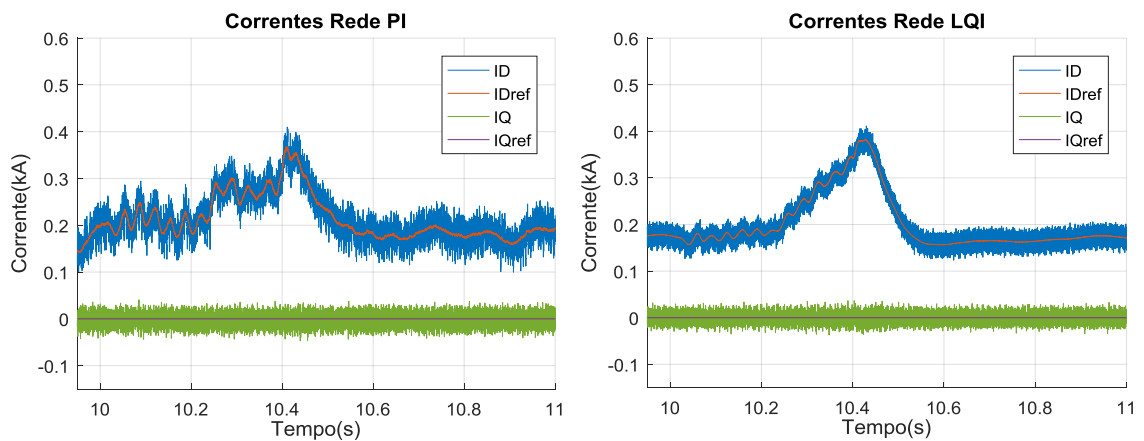 Correntes Rede PI
0.6
0.5
0.4
0.3
0.2
0.1
0
-0.1
Corrente(kA)
ID
IDref
IQ
IQref
10 10.2 10.4 10.6 10.8 11
Tempo(s)
Correntes Rede LQI
0.6
0.5
0.4
0.3
0.2
0.1
0
-0.1
Corrente(kA)
ID
IDref
IQ
IQref
10 10.2 10.4 10.6 10.8 11
Tempo(s)